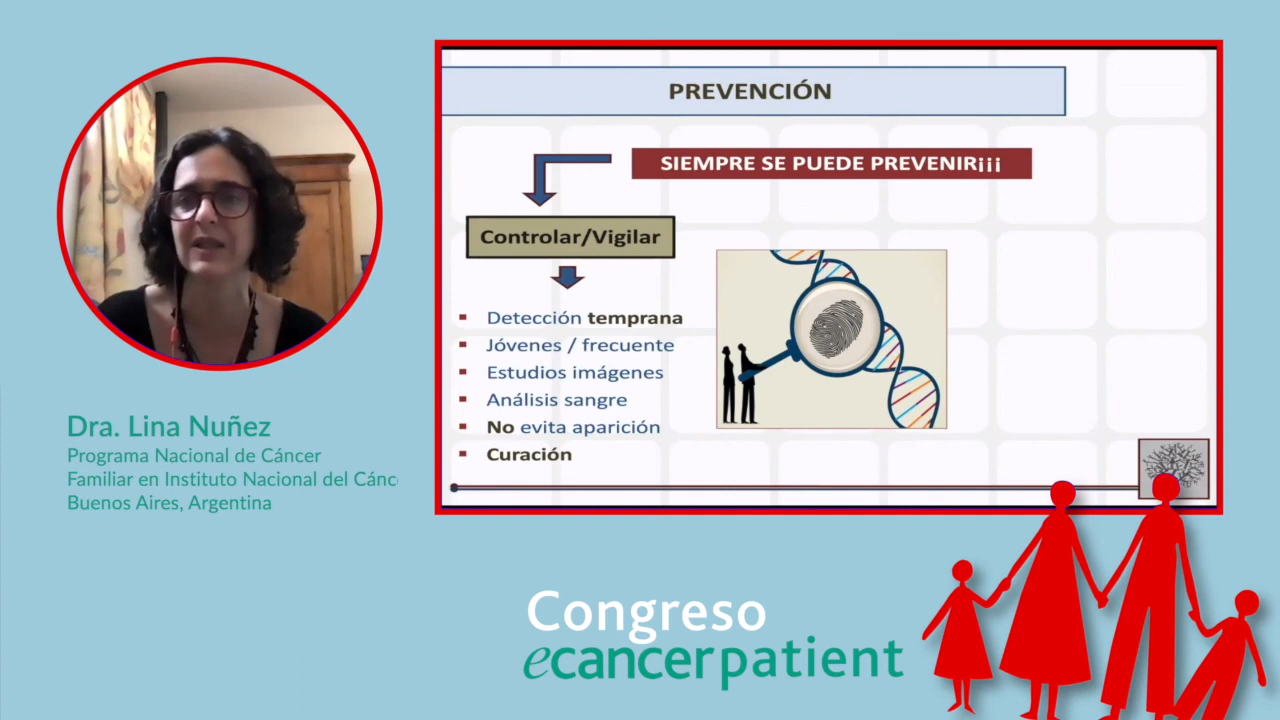 Dra. Lina Nuñez
Programa Nacional de Cáncer
Familiar en Instituto Nacional del Cánc
Buenos Aires, Argentina
PREVENCIÓN
SIEMPRE SE PUEDE PREVENIR¡¡¡
Controlar/Vigilar
Detección temprana
Jóvenes / frecuente
Estudios imágenes
Análisis sangre
No evita aparición
Curación
Congreso
ecancerpatient